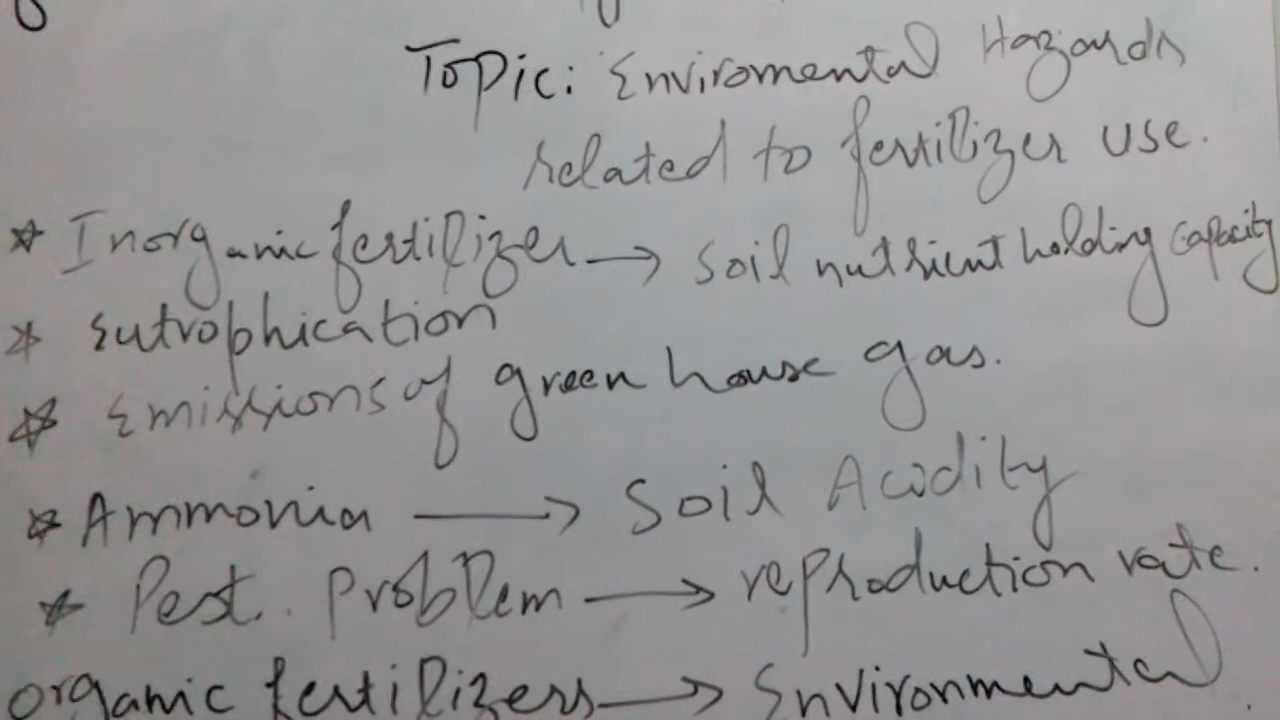 Topic: Enviromental Hazards
related to fertilizer use.
* Inorganic fertilizer → soil nutrient holding capacity
* Eutrophication
* Emissions of green house gas.
* Ammonia → Soil Acidity
* Pest. Problem → reproduction rate.
organic fertilizers → Environmental